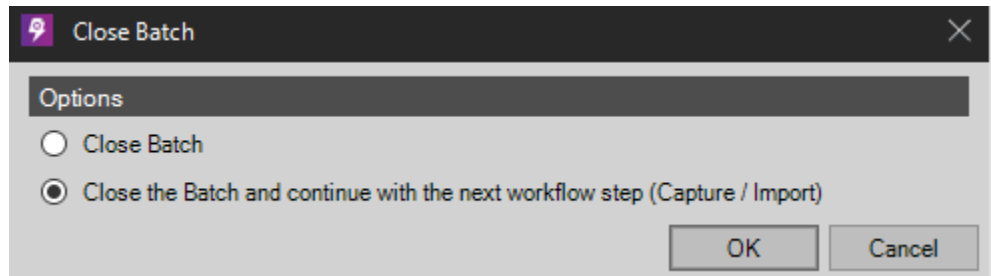 Close Batch
Options
Close Batch
Close the Batch and continue with the next workflow step (Capture / Import)
OK Cancel